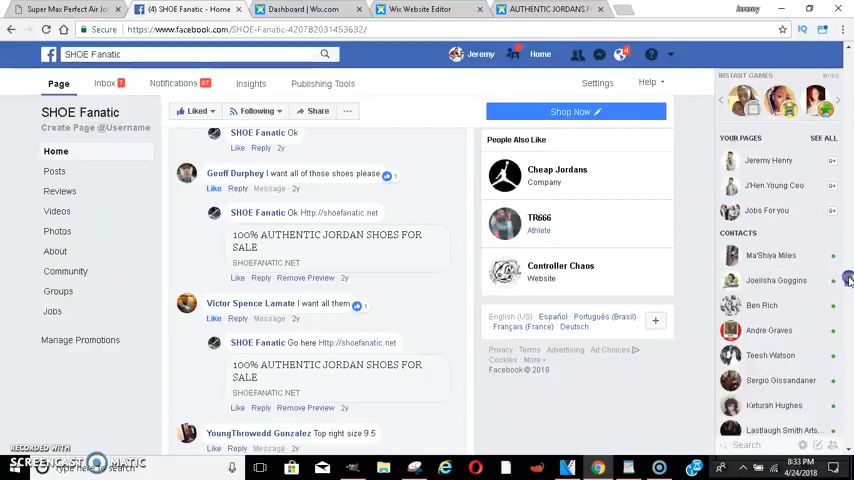 Super Max Perfect Air Jo
(4) SHOE Fanatic - Home
Dashboard | Wix.com
Wix Website Editor
AUTHENTIC JORDANS F
Jeremy
Secure
https://www.facebook.com/SHOE-Fanatic-420782031453632/
SHOE Fanatic
Jeremy
Home
4
Page
Inbox 7
Notifications 87
Insights
Publishing Tools
Settings
Help
SHOE Fanatic
Create Page @Username
Home
Posts
Reviews
Videos
Photos
About
Community
Groups
Jobs
Manage Promotions
Liked
Following
Share
Shop Now
SHOE Fanatic Ok
Like · Reply · 2y
Geoff Durphey I want all of those shoes please
1
Like · Reply · Message · 2y
SHOE Fanatic Ok Http://shoefanatic.net
100% AUTHENTIC JORDAN SHOES FOR
SALE
SHOEFANATIC.NET
Like · Reply · Remove Preview · 2y
Victor Spence Lamate I want all them
1
Like · Reply · Message · 2y
SHOE Fanatic Go here Http://shoefanatic.net
100% AUTHENTIC JORDAN SHOES FOR
SALE
SHOEFANATIC.NET
Like · Reply · Remove Preview · 2y
YoungThrowedd Gonzalez Top right size 9.5
Like · Reply · Message · 2y
People Also Like
Cheap Jordans
Company
TR666
Athlete
Controller Chaos
Website
English (US) · Español · Português (Brasil) ·
Français (France) · Deutsch
Privacy · Terms · Advertising · Ad Choices
Cookies · More
Facebook © 2018
INSTANT GAMES
MORE
YOUR PAGES
SEE ALL
Jeremy Henry
9+
J'Hen Young Ceo
9+
Jobs For you
9+
CONTACTS
Ma'Shiya Miles
Joelisha Goggins
Ben Rich
Andre Graves
Teesh Watson
Sergio Gissandaner
Keturah Hughes
Lastlaugh Smith Arts...
Search
RECORDED WITH
SCREENCAST MATIC
Type here to search
8:33 PM
4/24/2018